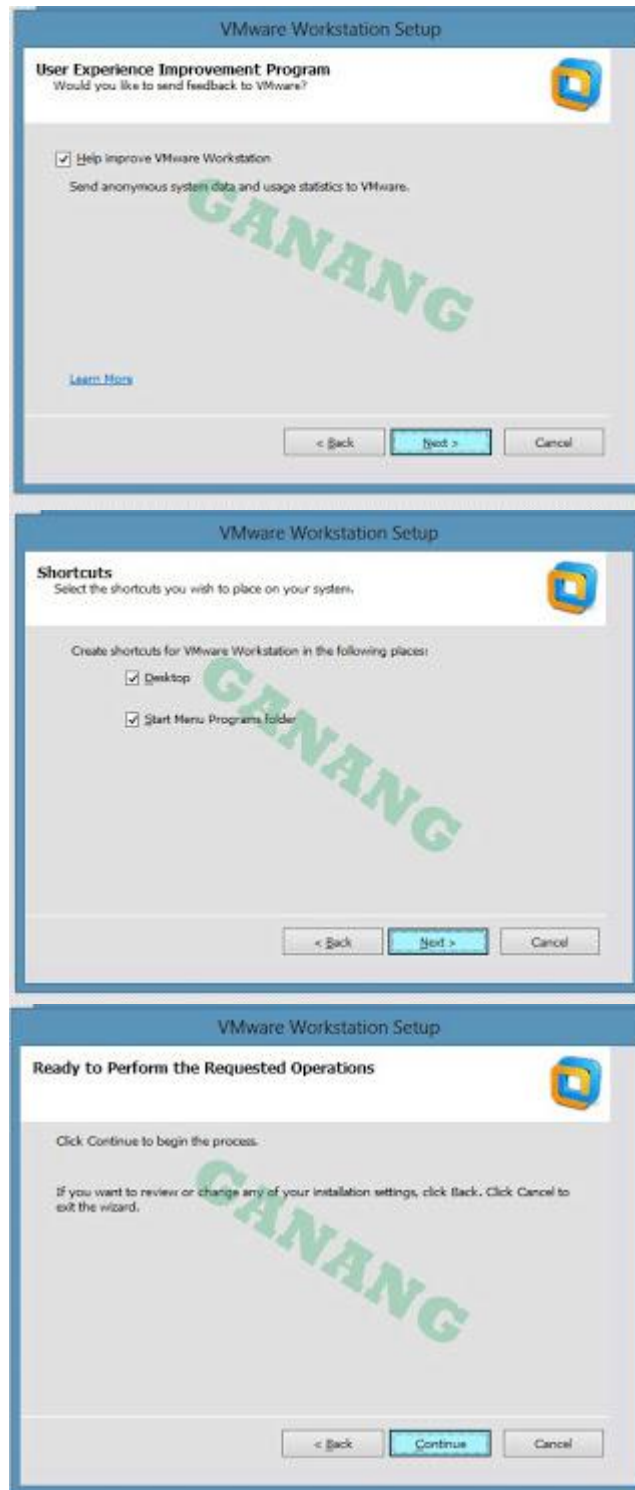 VMware Workstation Setup
User Experience Improvement Program
Would you like to send feedback to VMware?
Help improve VMware Workstation
Send anonymous system data and usage statistics to VMware.
GANANG
Learn More
< Back Next > Cancel
VMware Workstation Setup
Shortcuts
Select the shortcuts you wish to place on your system.
Create shortcuts for VMware Workstation in the following places:
Desktop
Start Menu Programs folder
GANANG
< Back Next > Cancel
VMware Workstation Setup
Ready to Perform the Requested Operations
Click Continue to begin the process.
If you want to review or change any of your installation settings, click Back. Click Cancel to
exit the wizard.
GANANG
< Back Continue Cancel